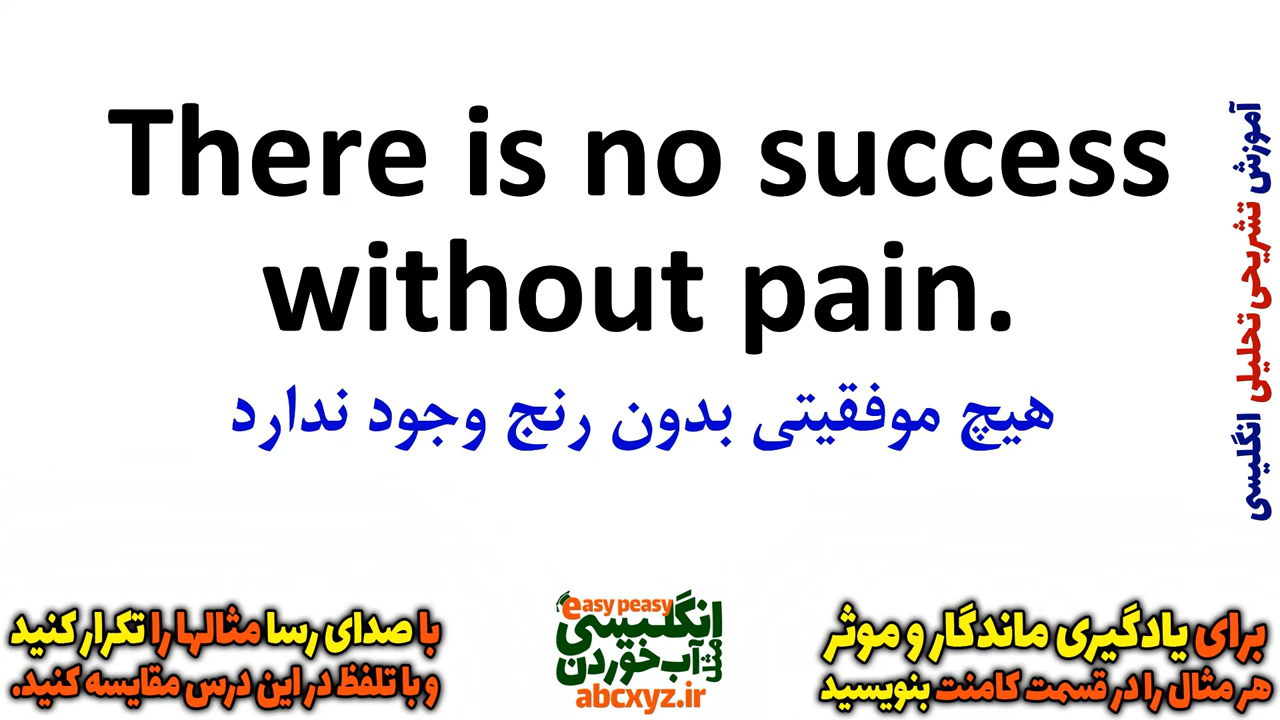 There is no success
without pain.
هیچ موفقیتی بدون رنج وجود ندارد
آموزش تشریحی تحلیلی انگلیسی
برای یادگیری ماندگار و موثر
هر مثال را در قسمت کامنت بنویسید
easy peasy
انگلیسی
مثل آب خوردن
abcxyz.ir
با صدای رسا مثالها را تکرار کنید
و با تلفظ در این درس مقایسه کنید.